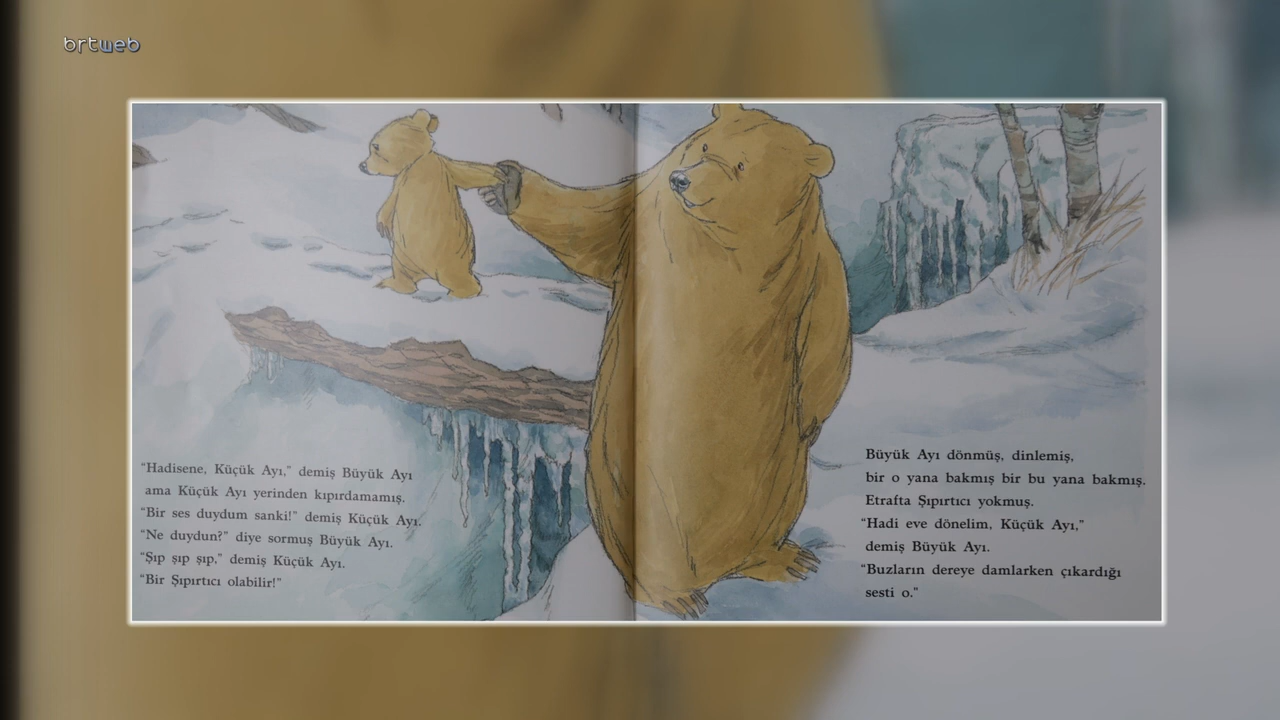 brtweb
"Hadisene, Küçük Ayı," demiş Büyük Ayı
ama Küçük Ayı yerinden kıpırdamamış.
"Bir ses duydum sanki!" demiş Küçük Ayı.
"Ne duydun?" diye sormuş Büyük Ayı.
"Şıp şıp şıp," demiş Küçük Ayı.
"Bir Şıpırtıcı olabilir!"
Büyük Ayı dönmüş, dinlemiş,
bir o yana bakmış bir bu yana bakmış.
Etrafta Şıpırtıcı yokmuş.
"Hadi eve dönelim, Küçük Ayı,"
demiş Büyük Ayı.
"Buzların dereye damlarken çıkardığı
sesti o."